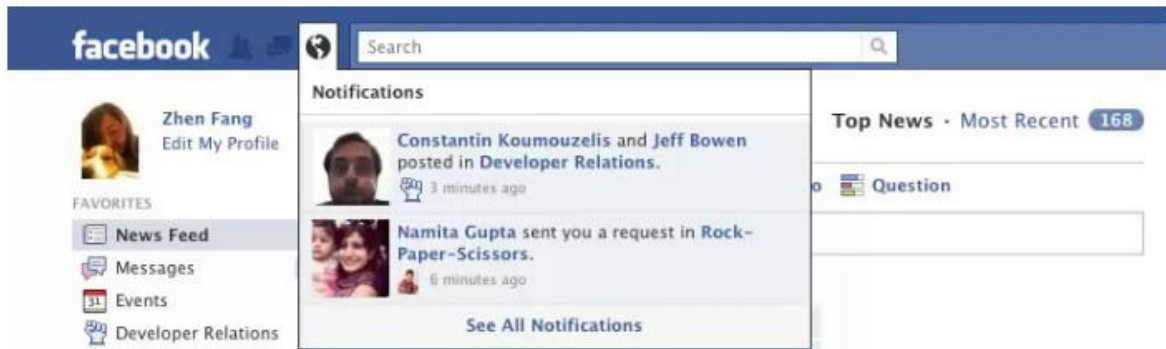 facebook
Search
Notifications
Zhen Fang
Edit My Profile
Constantin Koumouzelis and Jeff Bowen
posted in Developer Relations.
3 minutes ago
Namita Gupta sent you a request in Rock-
Paper-Scissors.
6 minutes ago
See All Notifications
Top News · Most Recent 168
o Question
FAVORITES
News Feed
Messages
31 Events
Developer Relations